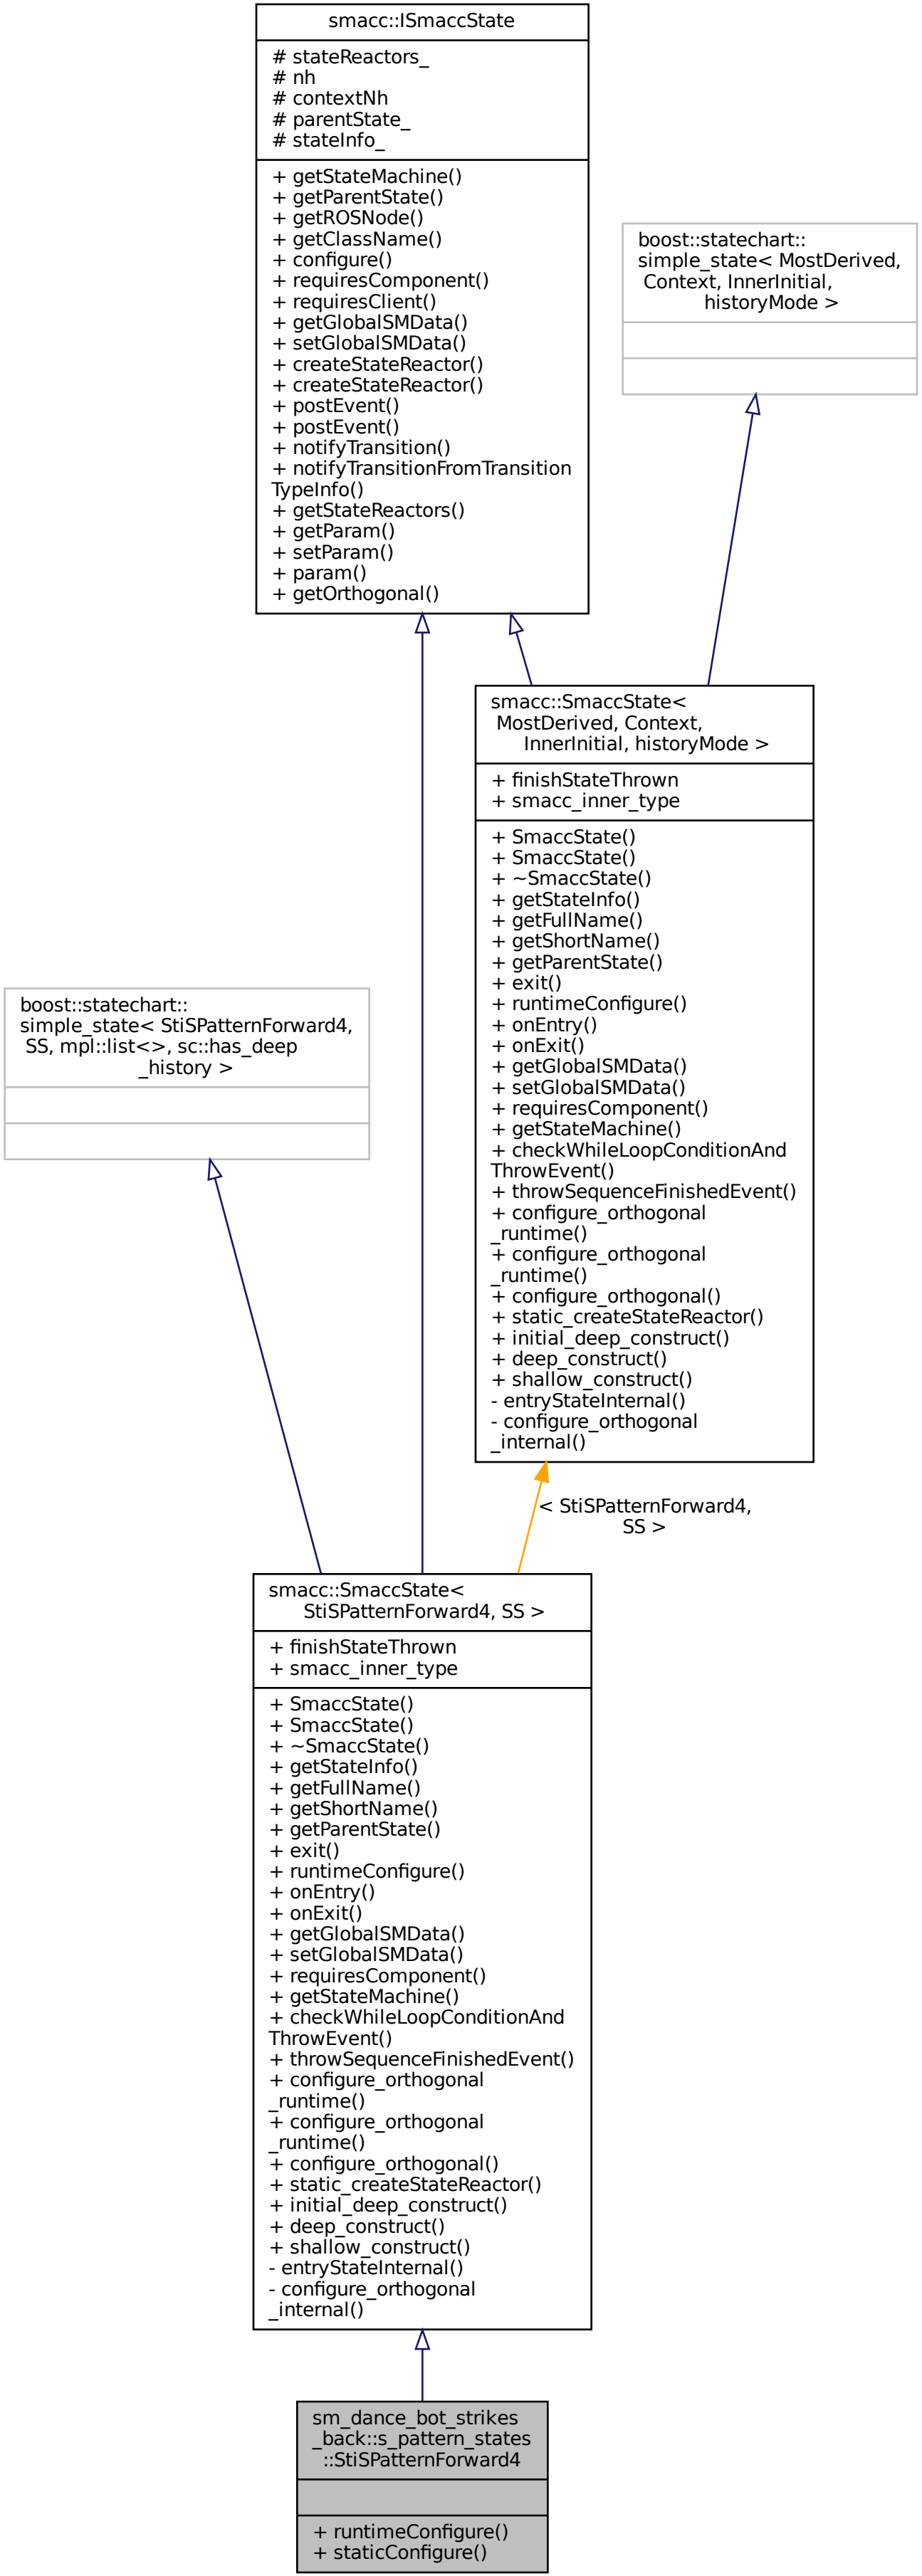 smacc::ISmaccState
# stateReactors_
# nh
# contextNh
# parentState_
# stateInfo_
+ getStateMachine()
+ getParentState()
+ getROSNode()
+ getClassName()
+ configure()
+ requiresComponent()
+ requiresClient()
+ getGlobalSMData()
+ setGlobalSMData()
+ createStateReactor()
+ createStateReactor()
+ postEvent()
+ postEvent()
+ notifyTransition()
+ notifyTransitionFromTransition
TypeInfo()
+ getStateReactors()
+ getParam()
+ setParam()
+ param()
+ getOrthogonal()
boost::statechart::
simple_state< MostDerived,
Context, InnerInitial,
historyMode >
smacc::SmaccState<
MostDerived, Context,
InnerInitial, historyMode >
+ finishStateThrown
+ smacc_inner_type
+ SmaccState()
+ SmaccState()
+ ~SmaccState()
+ getStateInfo()
+ getFullName()
+ getShortName()
+ getParentState()
+ exit()
+ runtimeConfigure()
+ onEntry()
+ onExit()
+ getGlobalSMData()
+ setGlobalSMData()
+ requiresComponent()
+ getStateMachine()
+ checkWhileLoopConditionAnd
ThrowEvent()
+ throwSequenceFinishedEvent()
+ configure_orthogonal
_runtime()
+ configure_orthogonal
_runtime()
+ configure_orthogonal()
+ static_createStateReactor()
+ initial_deep_construct()
+ deep_construct()
+ shallow_construct()
- entryStateInternal()
- configure_orthogonal
_internal()
boost::statechart::
simple_state< StiSPatternForward4,
SS, mpl::list<>, sc::has_deep
_history >
< StiSPatternForward4,
SS >
smacc::SmaccState<
StiSPatternForward4, SS >
+ finishStateThrown
+ smacc_inner_type
+ SmaccState()
+ SmaccState()
+ ~SmaccState()
+ getStateInfo()
+ getFullName()
+ getShortName()
+ getParentState()
+ exit()
+ runtimeConfigure()
+ onEntry()
+ onExit()
+ getGlobalSMData()
+ setGlobalSMData()
+ requiresComponent()
+ getStateMachine()
+ checkWhileLoopConditionAnd
ThrowEvent()
+ throwSequenceFinishedEvent()
+ configure_orthogonal
_runtime()
+ configure_orthogonal
_runtime()
+ configure_orthogonal()
+ static_createStateReactor()
+ initial_deep_construct()
+ deep_construct()
+ shallow_construct()
- entryStateInternal()
- configure_orthogonal
_internal()
sm_dance_bot_strikes
_back::s_pattern_states
::StiSPatternForward4
+ runtimeConfigure()
+ staticConfigure()